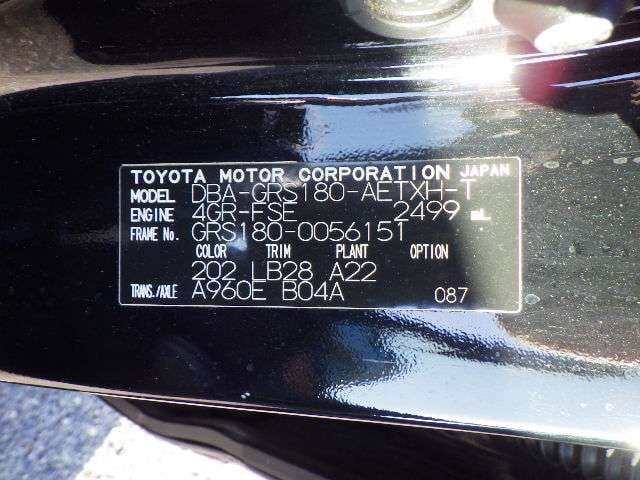 TOYOTA MOTOR CORPORATION JAPAN
MODEL DBA-GRS180-AETXH-T
ENGINE 4GR-FSE 2499 mL
FRAME No. GRS180-0056151
COLOR TRIM PLANT OPTION
202 LB28 A22
TRANS./AXLE A960E B04A 087